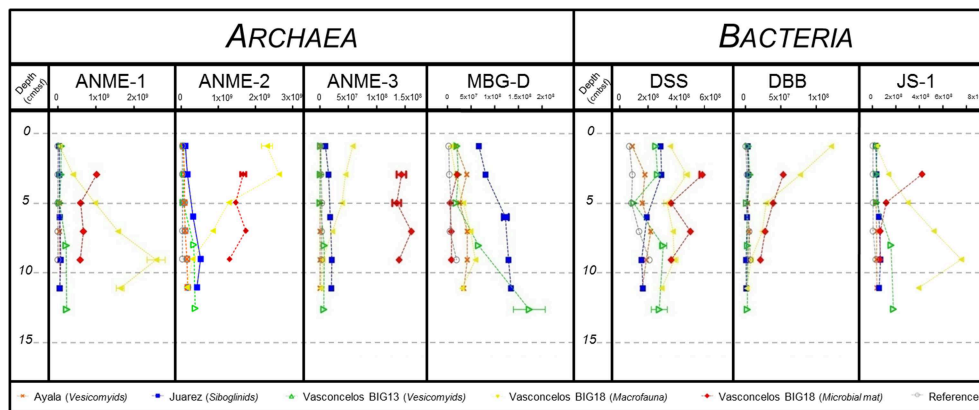 ARCHAEA BACTERIA
Depth (cmbsf) ANME-1 ANME-2 ANME-3 MBG-D Depth (cmbsf) DSS DBB JS-1
0 1x10⁹ 2x10⁹ 0 1x10⁹ 2x10⁹ 3x10⁹ 0 5x10⁷ 1x10⁸ 1.5x10⁸ 0 5x10⁷ 1x10⁸ 1.5x10⁸ 2x10⁸ 0 2x10⁸ 4x10⁸ 6x10⁸ 0 5x10⁷ 1x10⁸ 0 2x10⁸ 4x10⁸ 6x10⁸
0 0
5 5
10 10
15 15
Ayala (Vesicomyids) Juarez (Siboglinids) Vasconcelos BIG13 (Vesicomyids) Vasconcelos BIG18 (Macrofauna) Vasconcelos BIG18 (Microbial mat) Reference